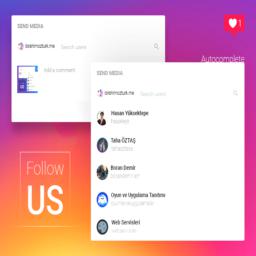 SEND MEDIA
Search users
Add a comment
1
Autocomplete
SEND MEDIA
Search users
Hasan Yüksektepe
Taha ÖZTAŞ
Boran Demir
Oyun ve Uygulama Tanıtımı
Web Servisleri
Follow
US